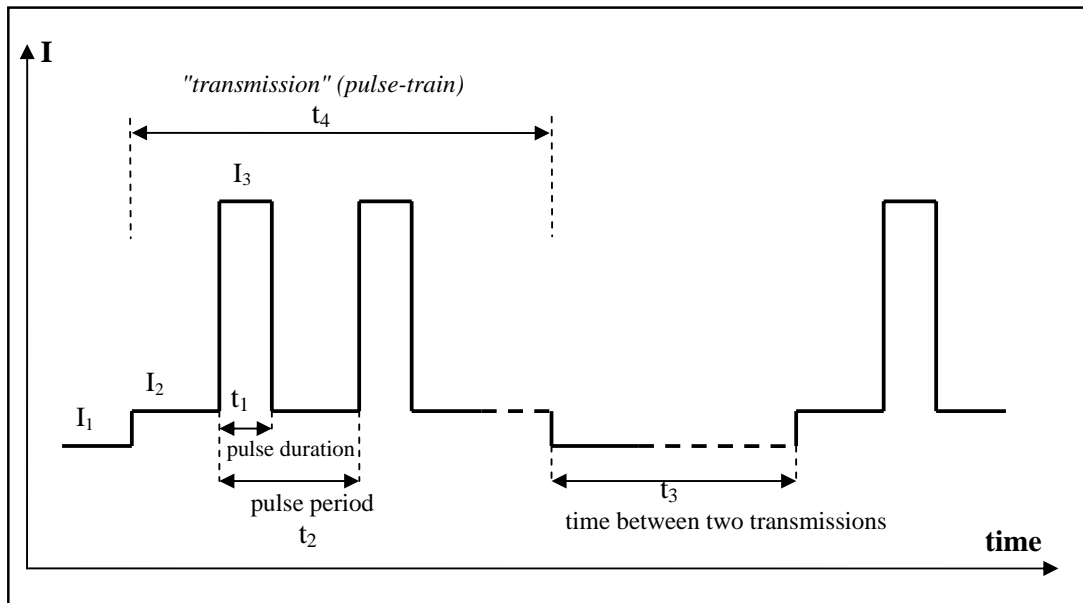 I
"transmission" (pulse-train)
t₄
I₃
I₂
I₁
t₁
pulse duration
pulse period
t₂
t₃
time between two transmissions
time